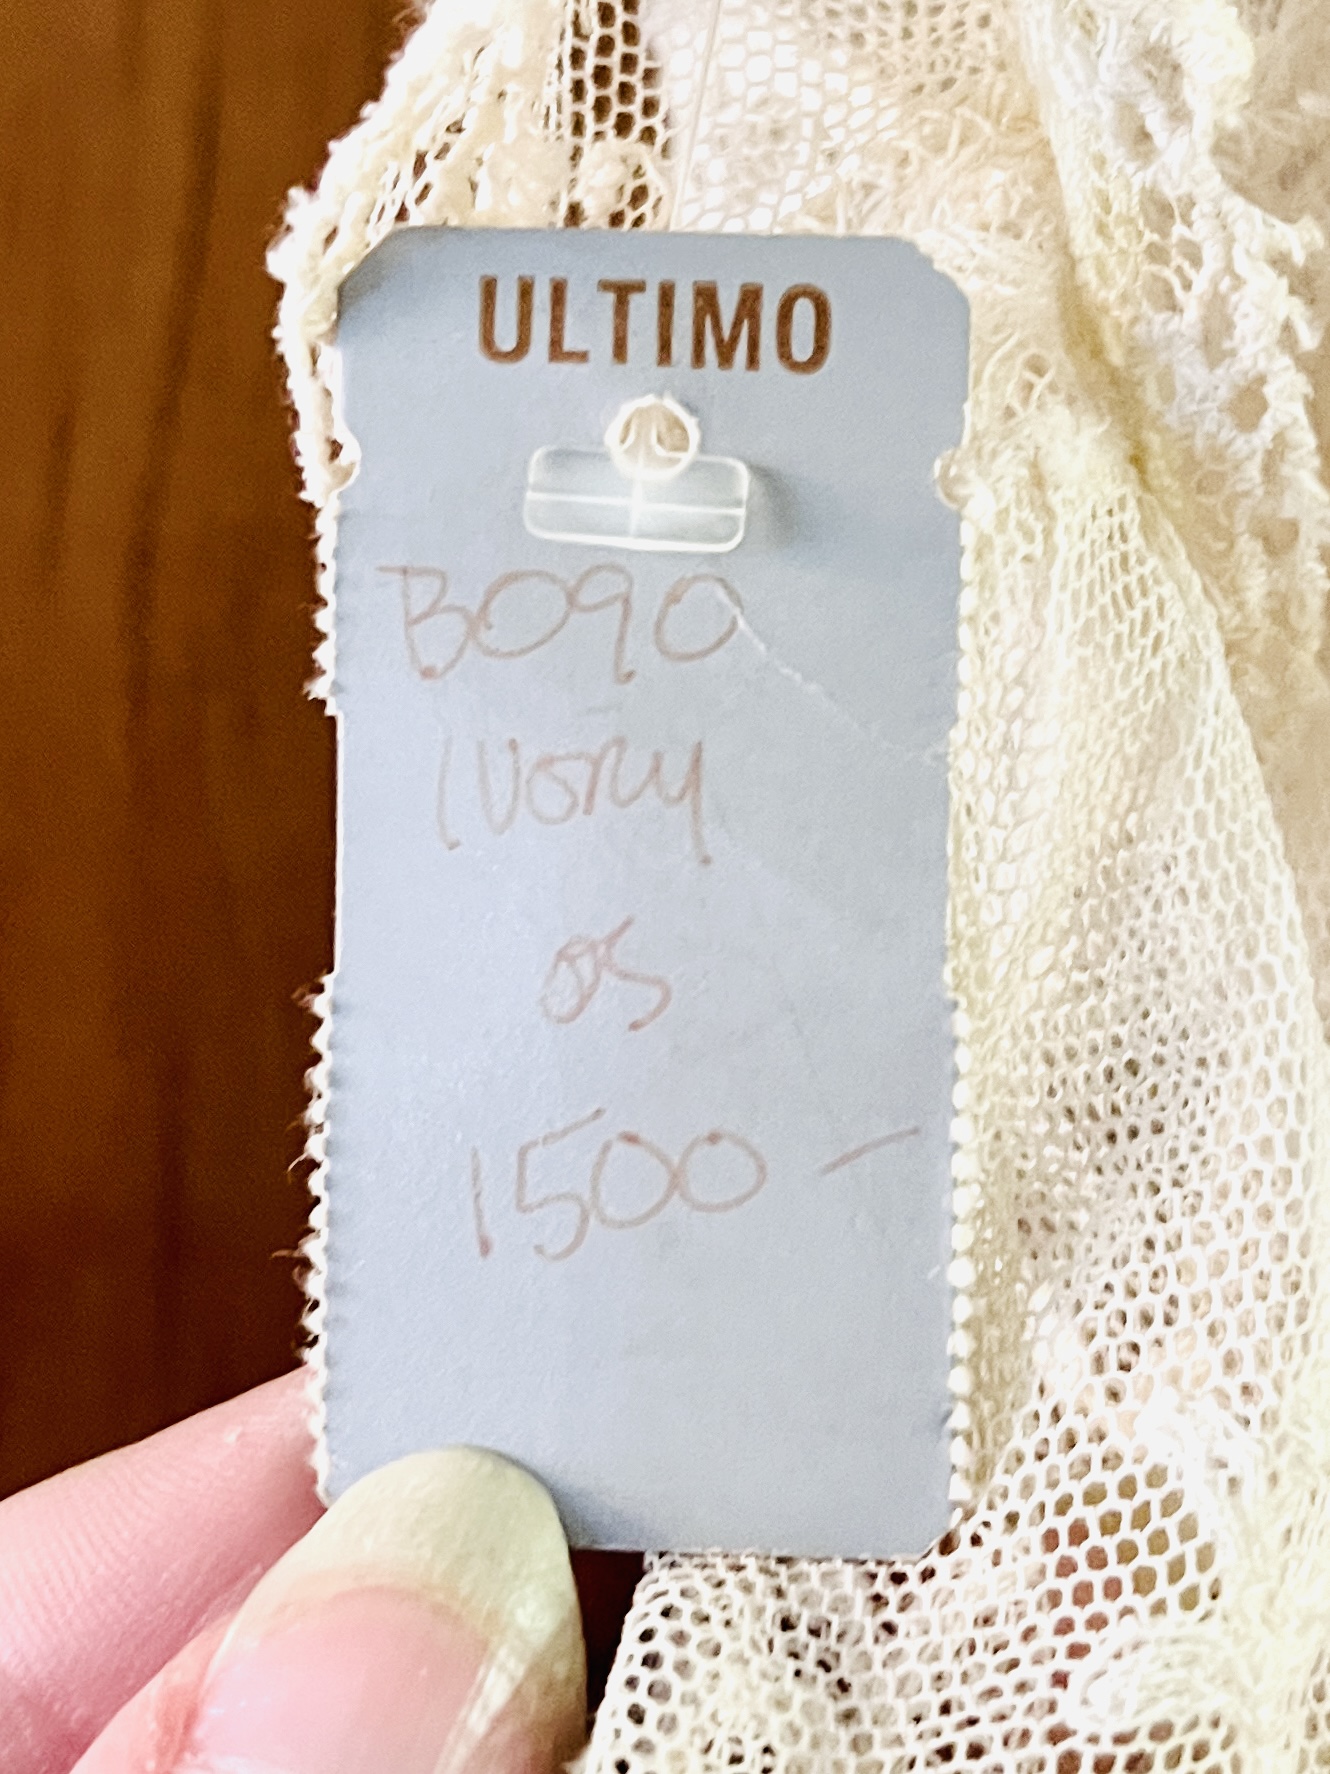 ULTIMO
B090
IVORY
OS
1500 –